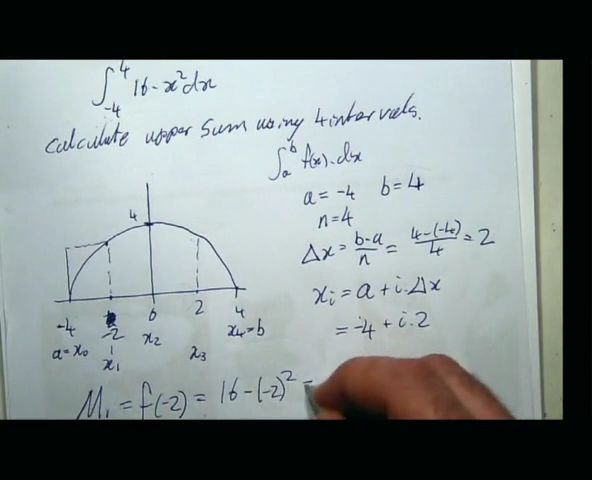 ∫₋₄⁴ 16-x²dx
Calculate upper sum using 4 intervals.
∫ₐᵇ f(x).dx
a = -4 b = 4
n = 4
Δx = (b-a)/n = (4-(-4))/4 = 2
xᵢ = a + i.Δx
= -4 + i.2
4
-4 -2 0 2 4
a=x₀ x₁ x₂ x₃ x₄=b
M₁ = f(-2) = 16-(-2)² =